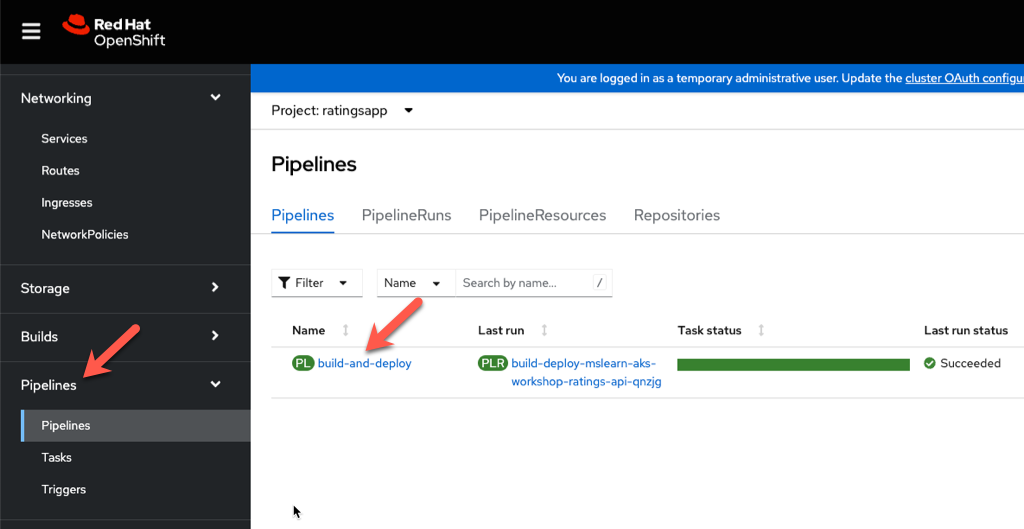 Red Hat
OpenShift
You are logged in as a temporary administrative user. Update the cluster OAuth configu
Networking
Services
Routes
Ingresses
NetworkPolicies
Storage
Builds
Pipelines
Pipelines
Tasks
Triggers
Project: ratingsapp
Pipelines
Pipelines PipelineRuns PipelineResources Repositories
Filter Name Search by name... /
Name Last run Task status Last run status
PL build-and-deploy PLR build-deploy-mslearn-aks- Succeeded
workshop-ratings-api-qnzjg